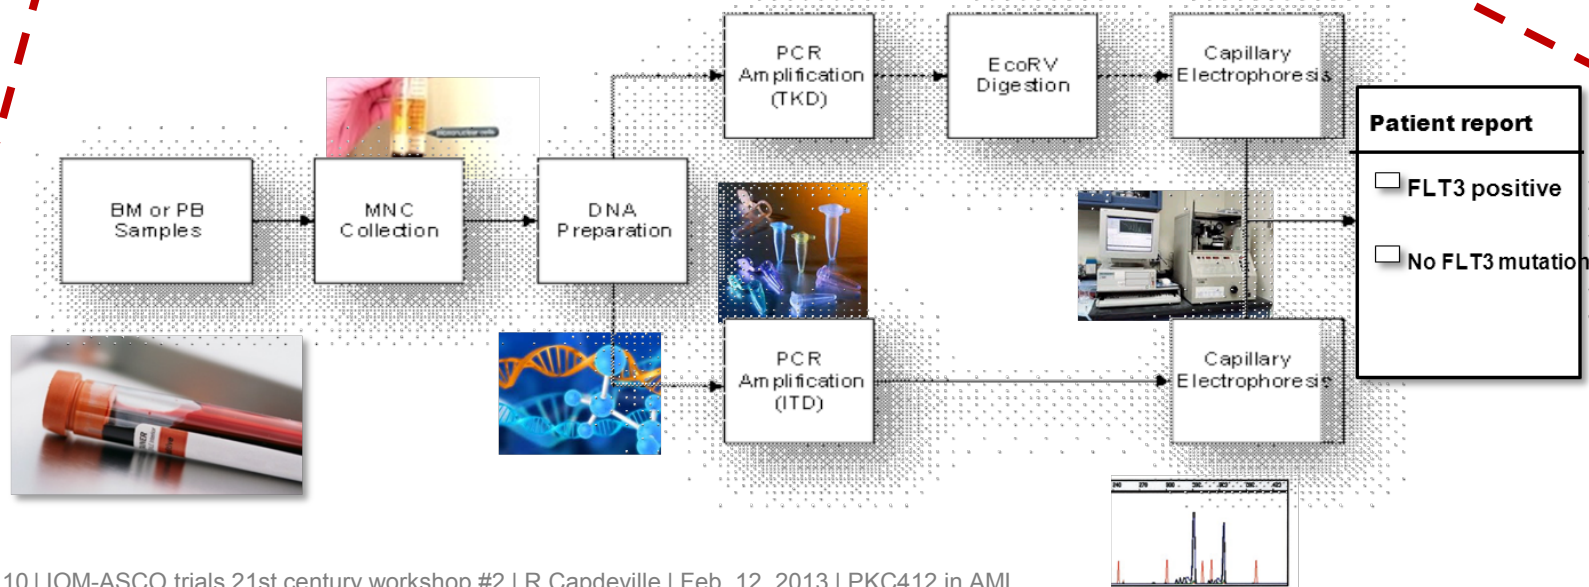 PCR
Amplification
(TKD)
EcoRV
Digestion
Capillary
Electrophoresis
Patient report
FLT3 positive
No FLT3 mutation
BM or PB
Samples
MNC
Collection
DNA
Preparation
PCR
Amplification
(ITD)
Capillary
Electrophoresis
10 | IOM-ASCO trials 21st century workshop #2 | R Capdeville | Feb, 12, 2013 | PKC412 in AML